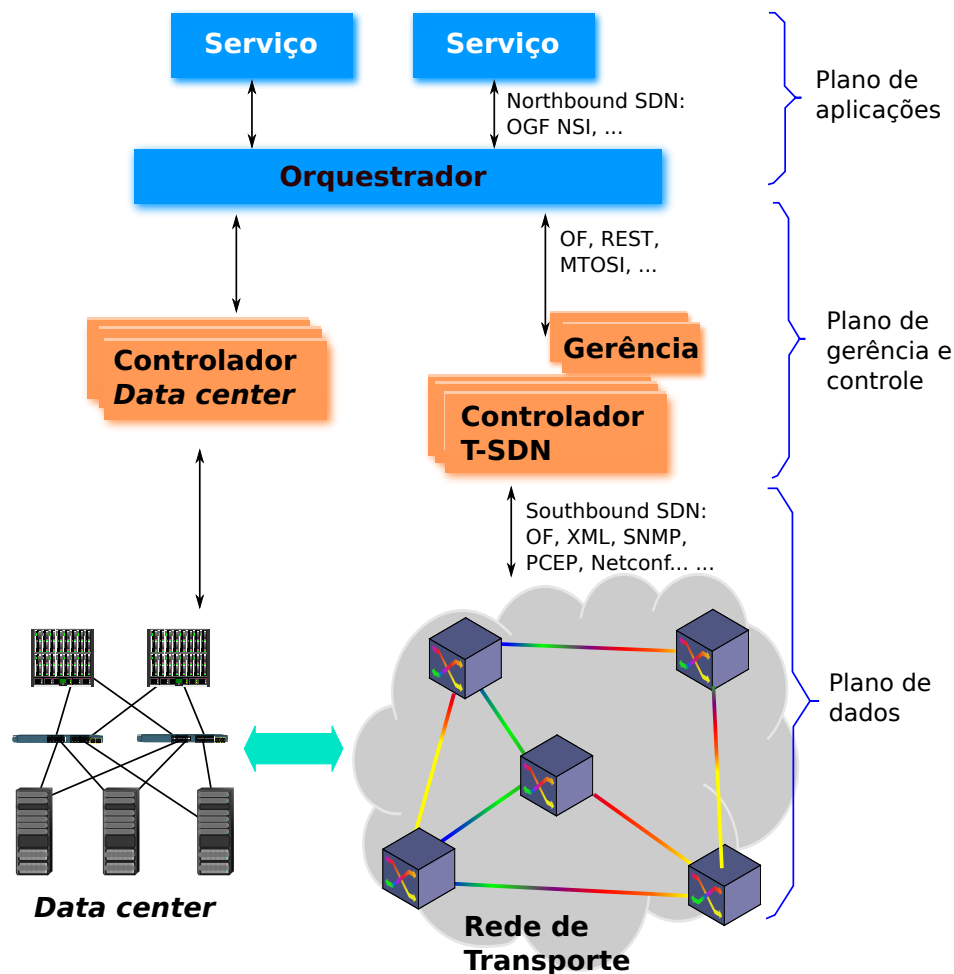 Serviço
Serviço
Northbound SDN:
OGF NSI, ...
Plano de
aplicações
Orquestrador
OF, REST,
MTOSI, ...
Controlador
Data center
Gerência
Controlador
T-SDN
Plano de
gerência e
controle
Southbound SDN:
OF, XML, SNMP,
PCEP, Netconf... ...
Plano de
dados
Data center
Rede de
Transporte